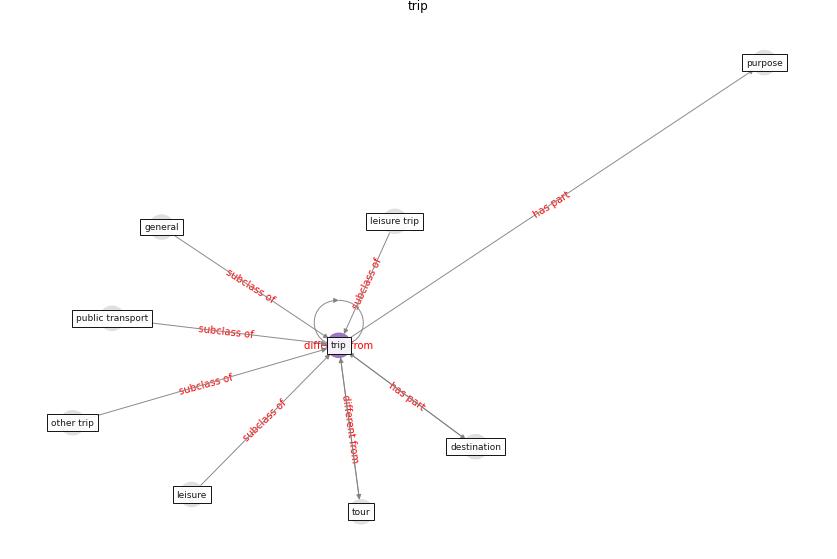 trip
purpose
has part
leisure trip
general
subclass of
subclass of
public transport
subclass of
different from
trip
subclass of
has part
other trip
subclass of
different from
destination
leisure
tour